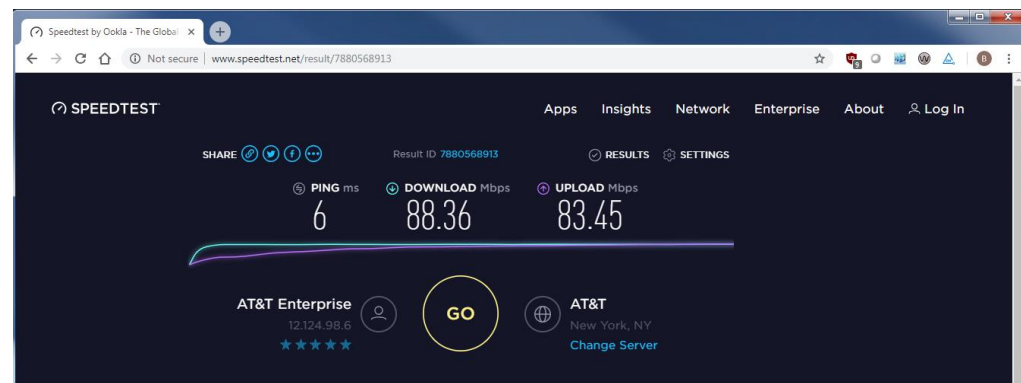 Speedtest by Ookla - The Global
Not secure | www.speedtest.net/result/7880568913
9
B
SPEEDTEST
Apps Insights Network Enterprise About Log In
SHARE Result ID 7880568913 RESULTS SETTINGS
PING ms DOWNLOAD Mbps UPLOAD Mbps
6 88.36 83.45
AT&T Enterprise GO AT&T
12.124.98.6 New York, NY
Change Server